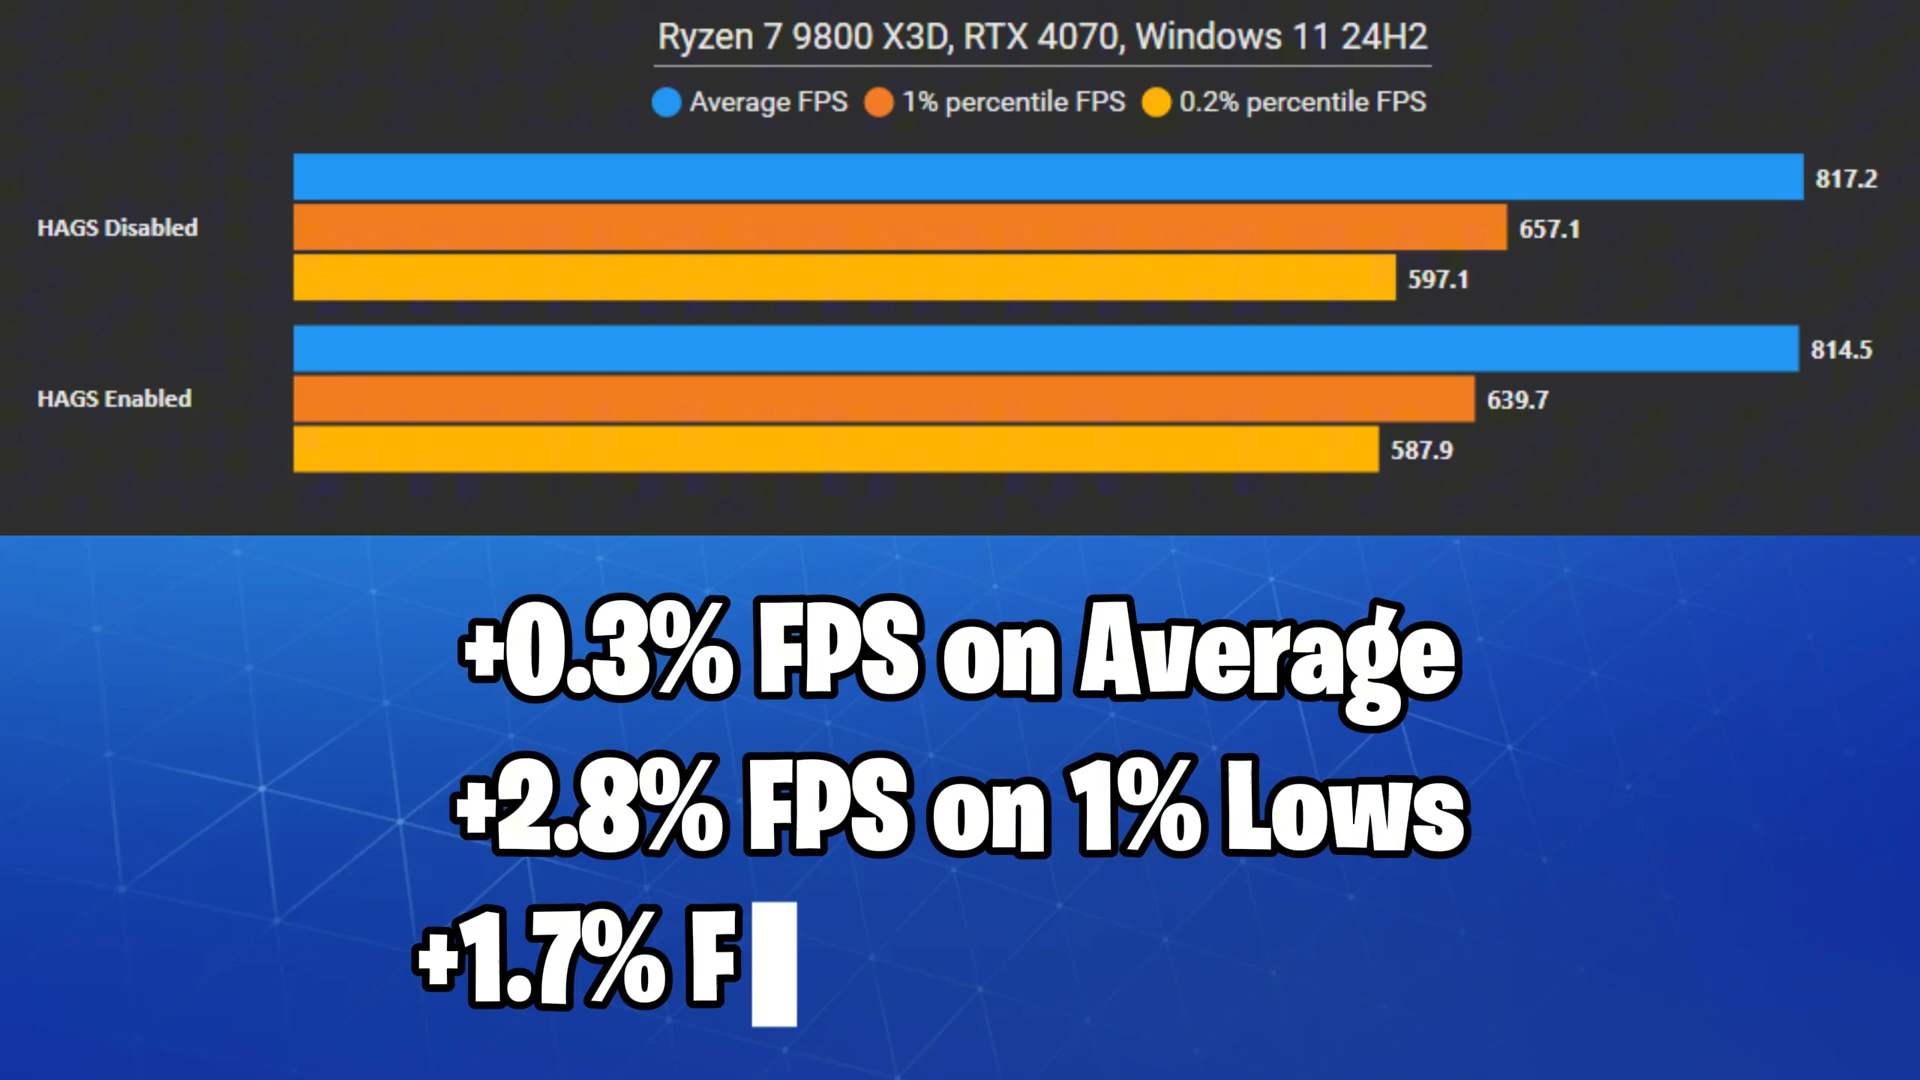 Ryzen 7 9800 X3D, RTX 4070, Windows 11 24H2
Average FPS 1% percentile FPS 0.2% percentile FPS
817.2
HAGS Disabled 657.1
597.1
814.5
HAGS Enabled 639.7
587.9
+0.3% FPS on Average
+2.8% FPS on 1% Lows
+1.7% F